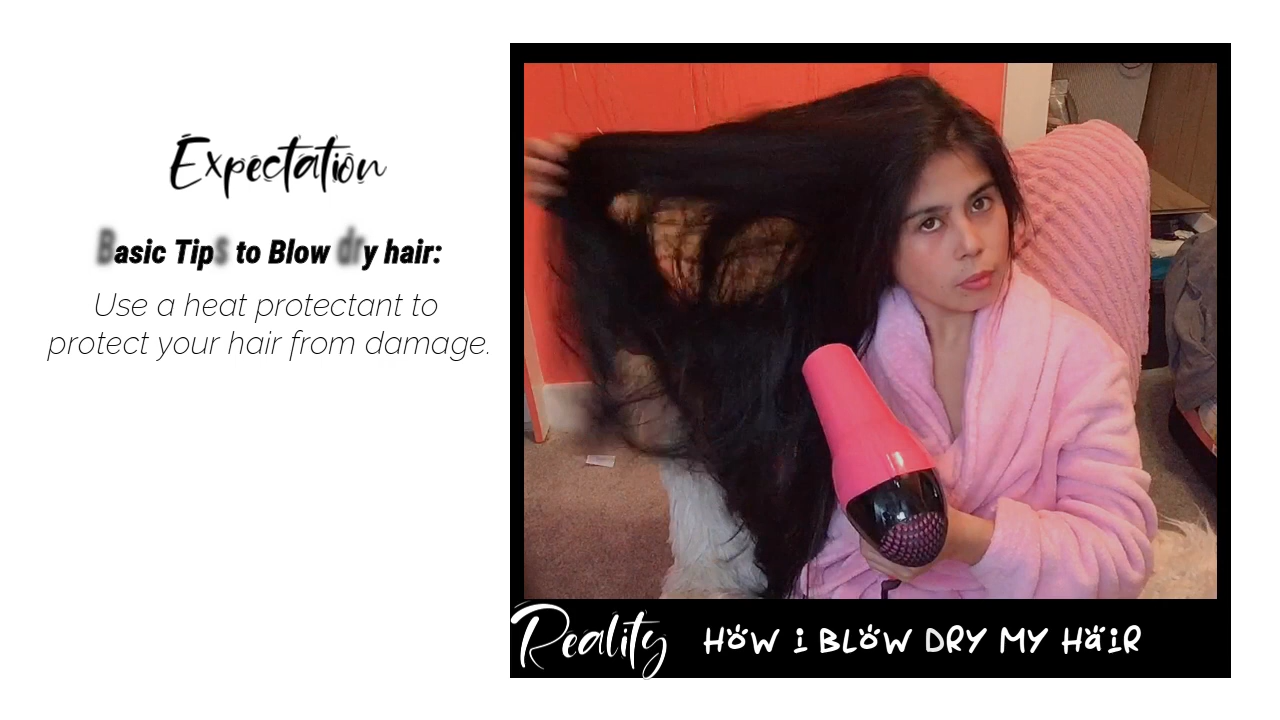 Expectation
Basic Tips to Blow dry hair:
Use a heat protectant to
protect your hair from damage.
Reality HOW i BLOW DRY MY HAiR